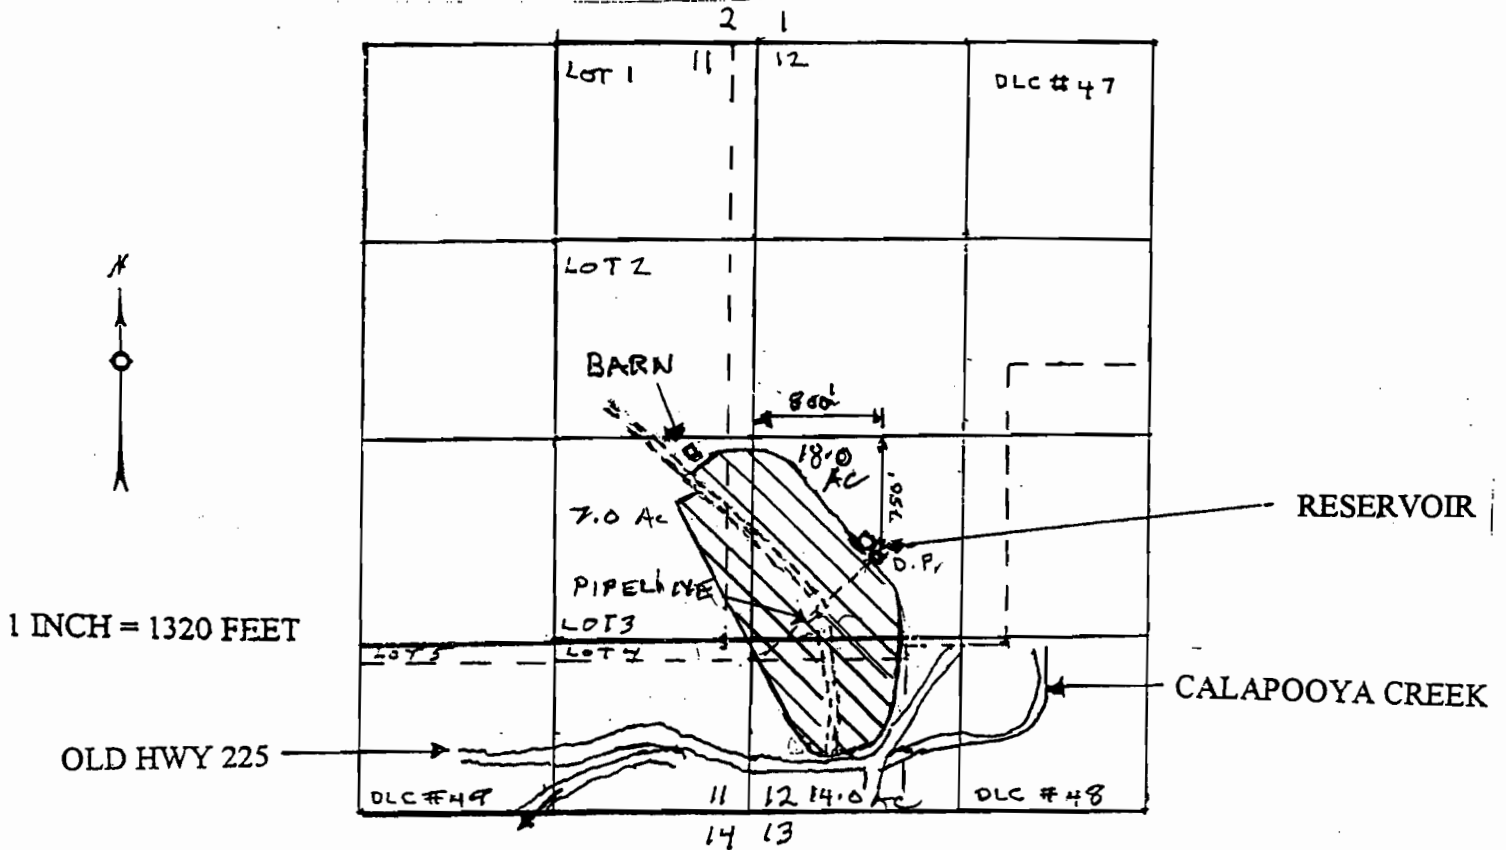 2 1
LOT 1 11 12 DLC # 47
LOT 2
N
BARN
800'
18.0
AC
750'
RESERVOIR
7.0 Ac
D.P.
PIPELINE
1 INCH = 1320 FEET
LOT 3
LOT 5 LOT 4
CALAPOOYA CREEK
OLD HWY 225
DLC #49 11 12 14.0 AC DLC #48
14 13